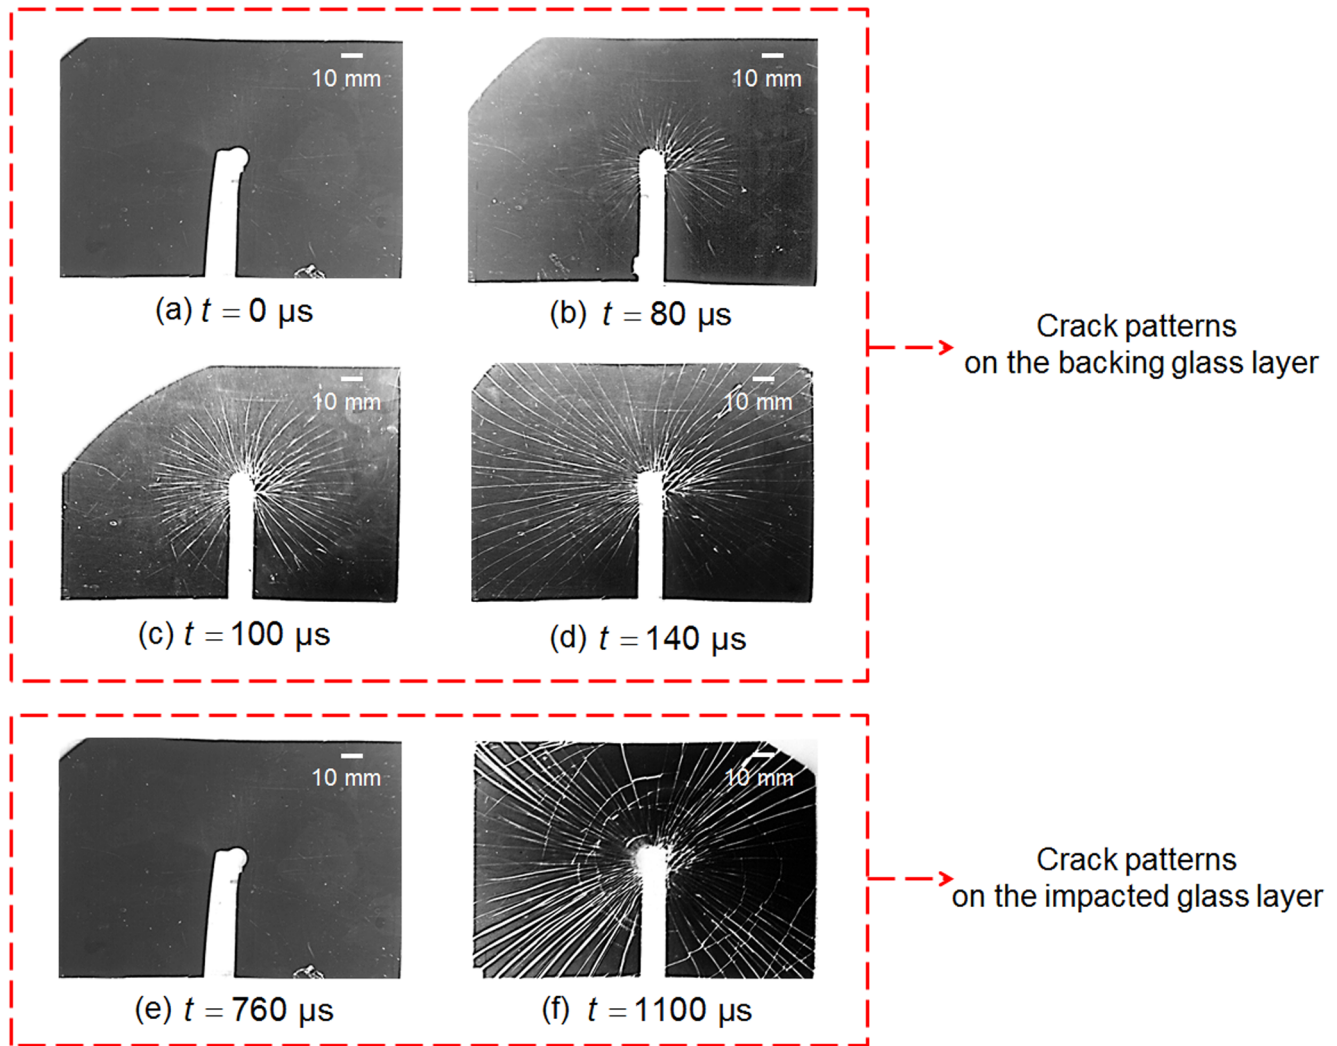 10 mm
10 mm
(a) t = 0 μs
(b) t = 80 μs
Crack patterns
on the backing glass layer
10 mm
10 mm
(c) t = 100 μs
(d) t = 140 μs
10 mm
10 mm
Crack patterns
on the impacted glass layer
(e) t = 760 μs
(f) t = 1100 μs